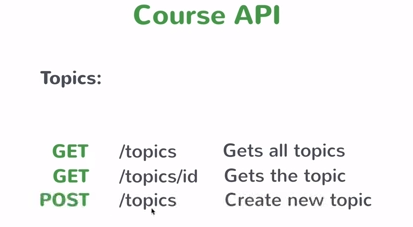 Course API
Topics:
GET /topics Gets all topics
GET /topics/id Gets the topic
POST /topics Create new topic